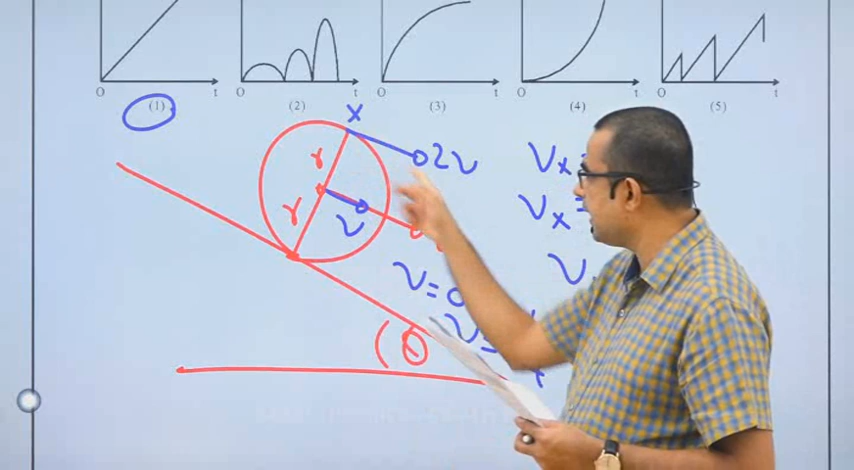 O t O t O t O t O t
(1) (2) (3) (4) (5)
x
r 2v Vx=
r v Vx=
v=0 v
v=
θ